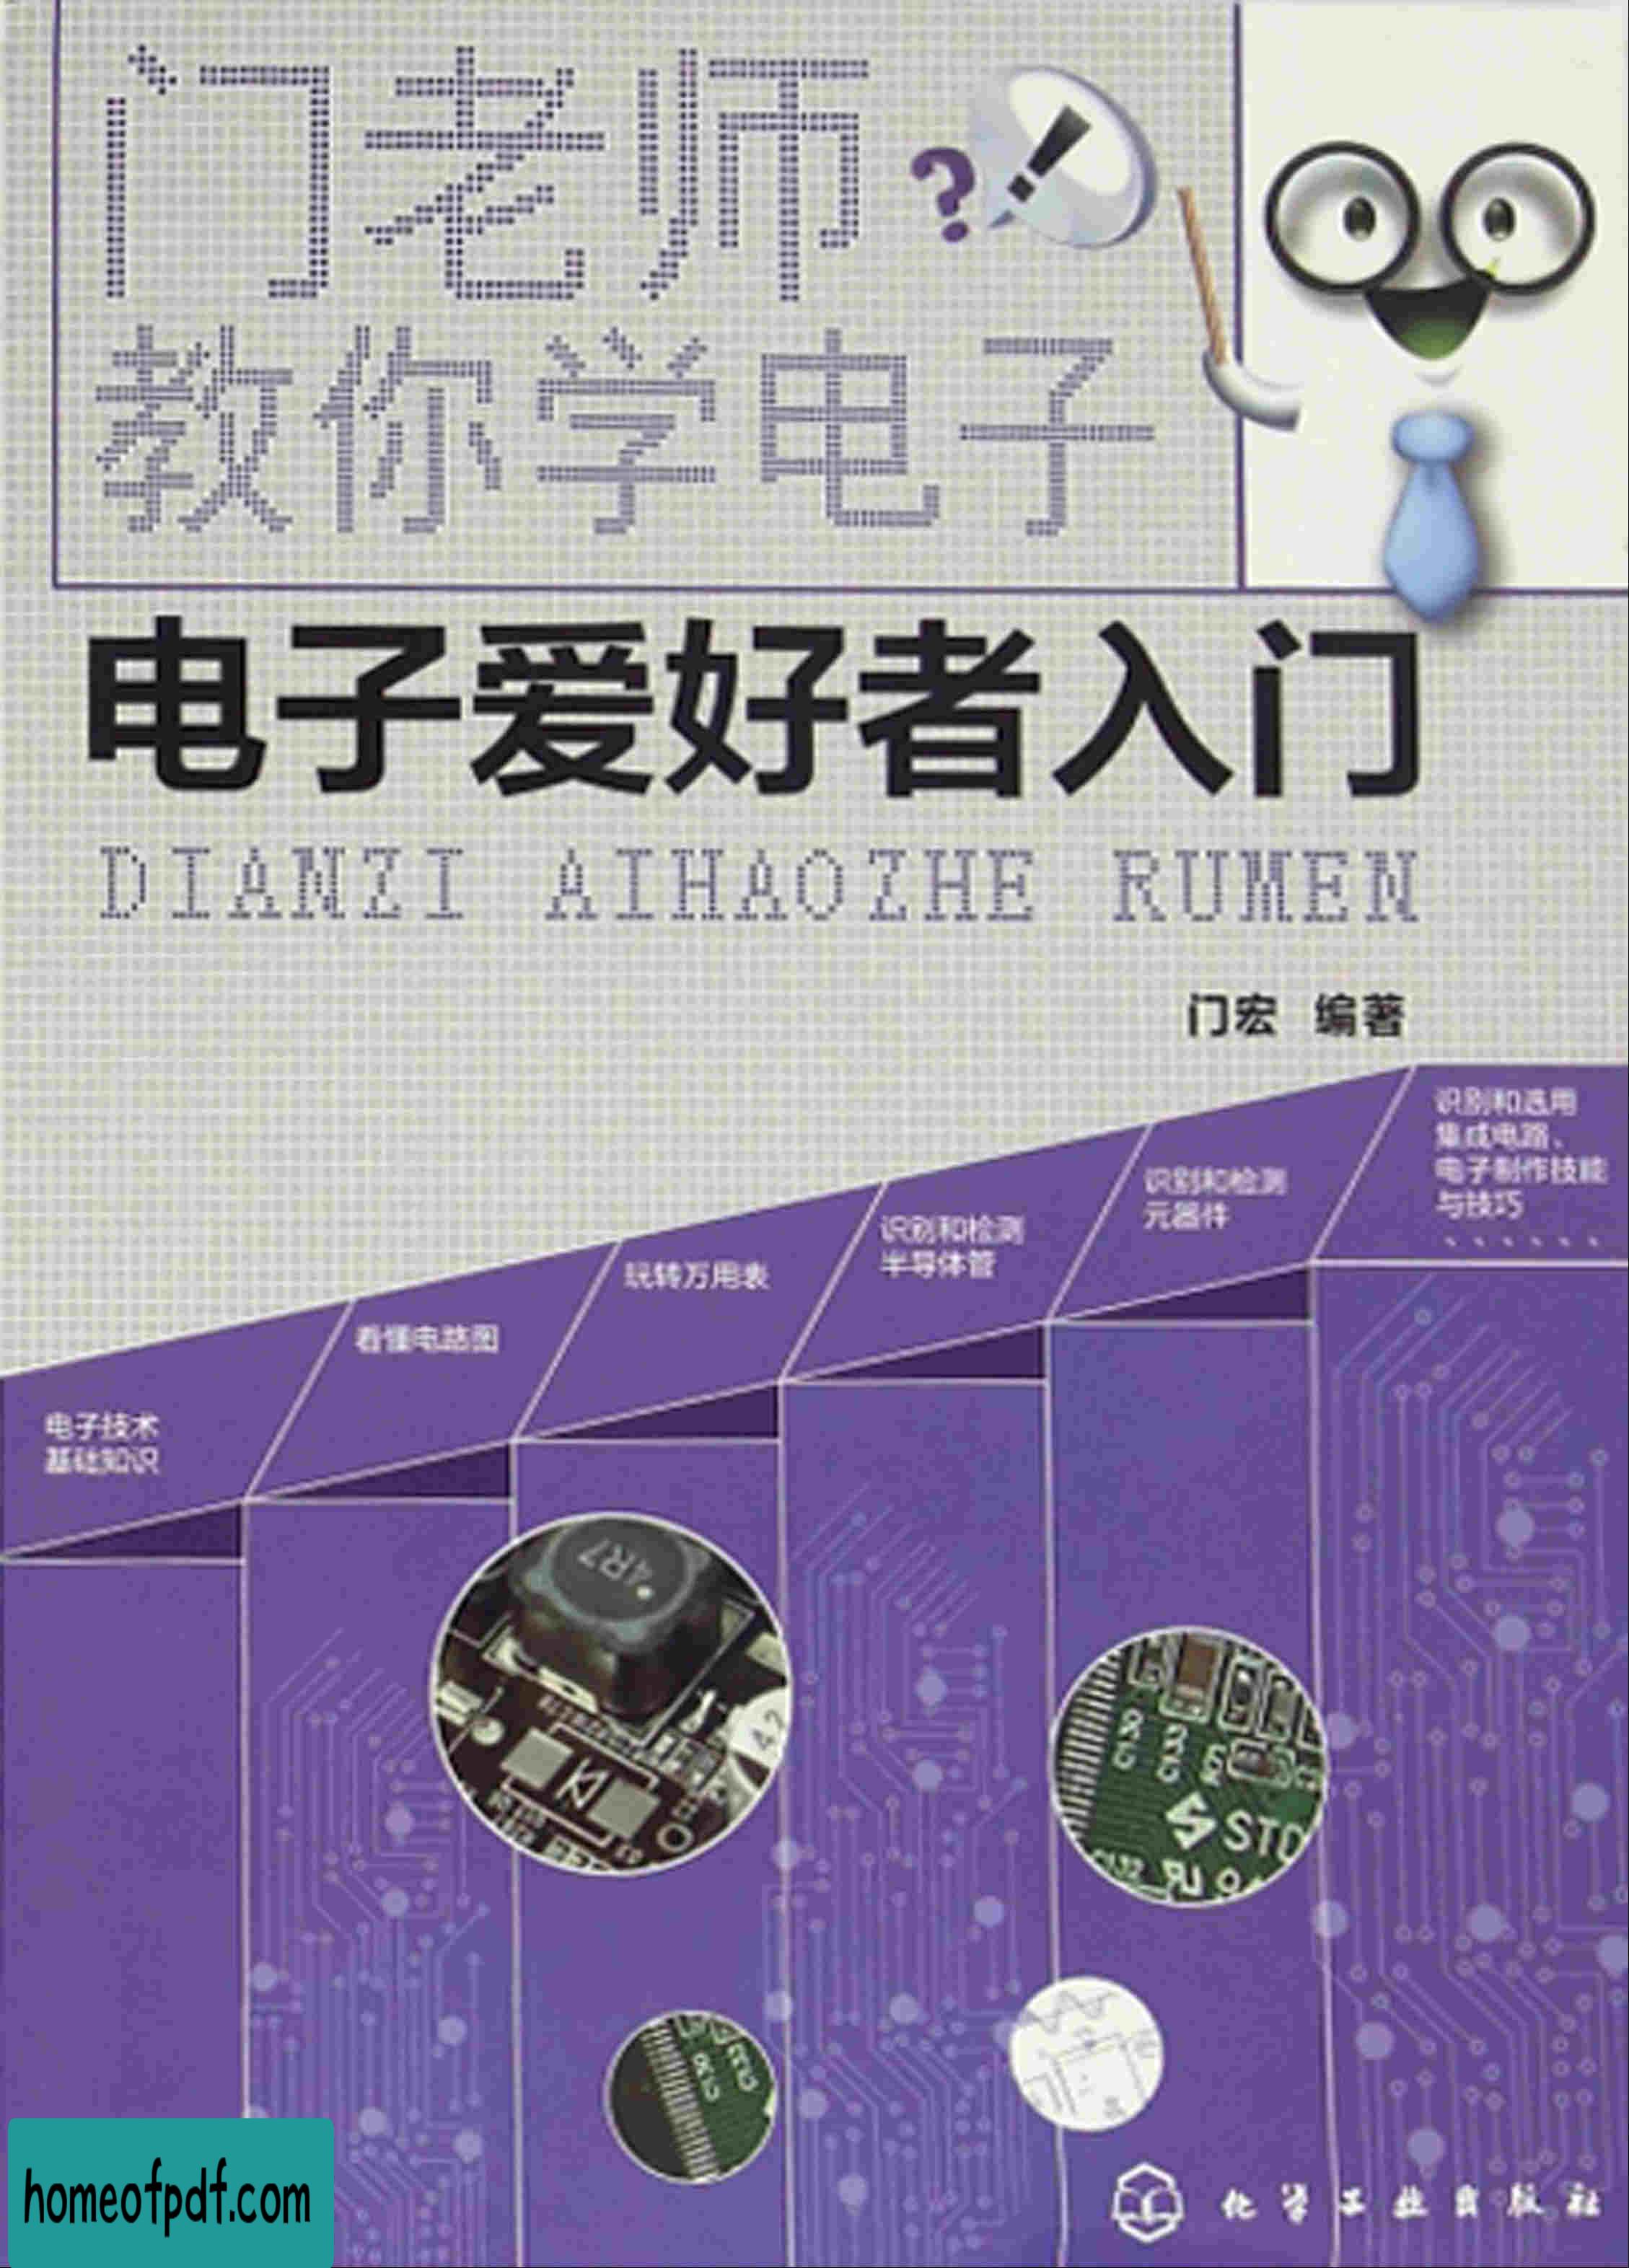 门老师
?!
教你学电子
电子爱好者入门
DIANZI AIHAOZHE RUMEN
门宏 编著
识别和选用
集成电路、
电子制作技能
与技巧
......
识别和检测
元器件
识别和检测
半导体管
玩转万用表
看懂电路图
电子技术
基础知识
4R7
4.2
STD
化学工业出版社
homeofpdf.com